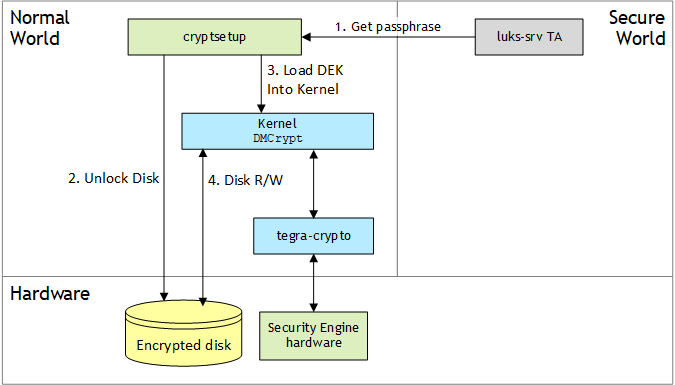 Normal
World
Secure
World
cryptsetup
1. Get passphrase
luks-srv TA
3. Load DEK
Into Kernel
Kernel
DMCrypt
2. Unlock Disk
4. Disk R/W
tegra-crypto
Hardware
Encrypted disk
Security Engine
hardware